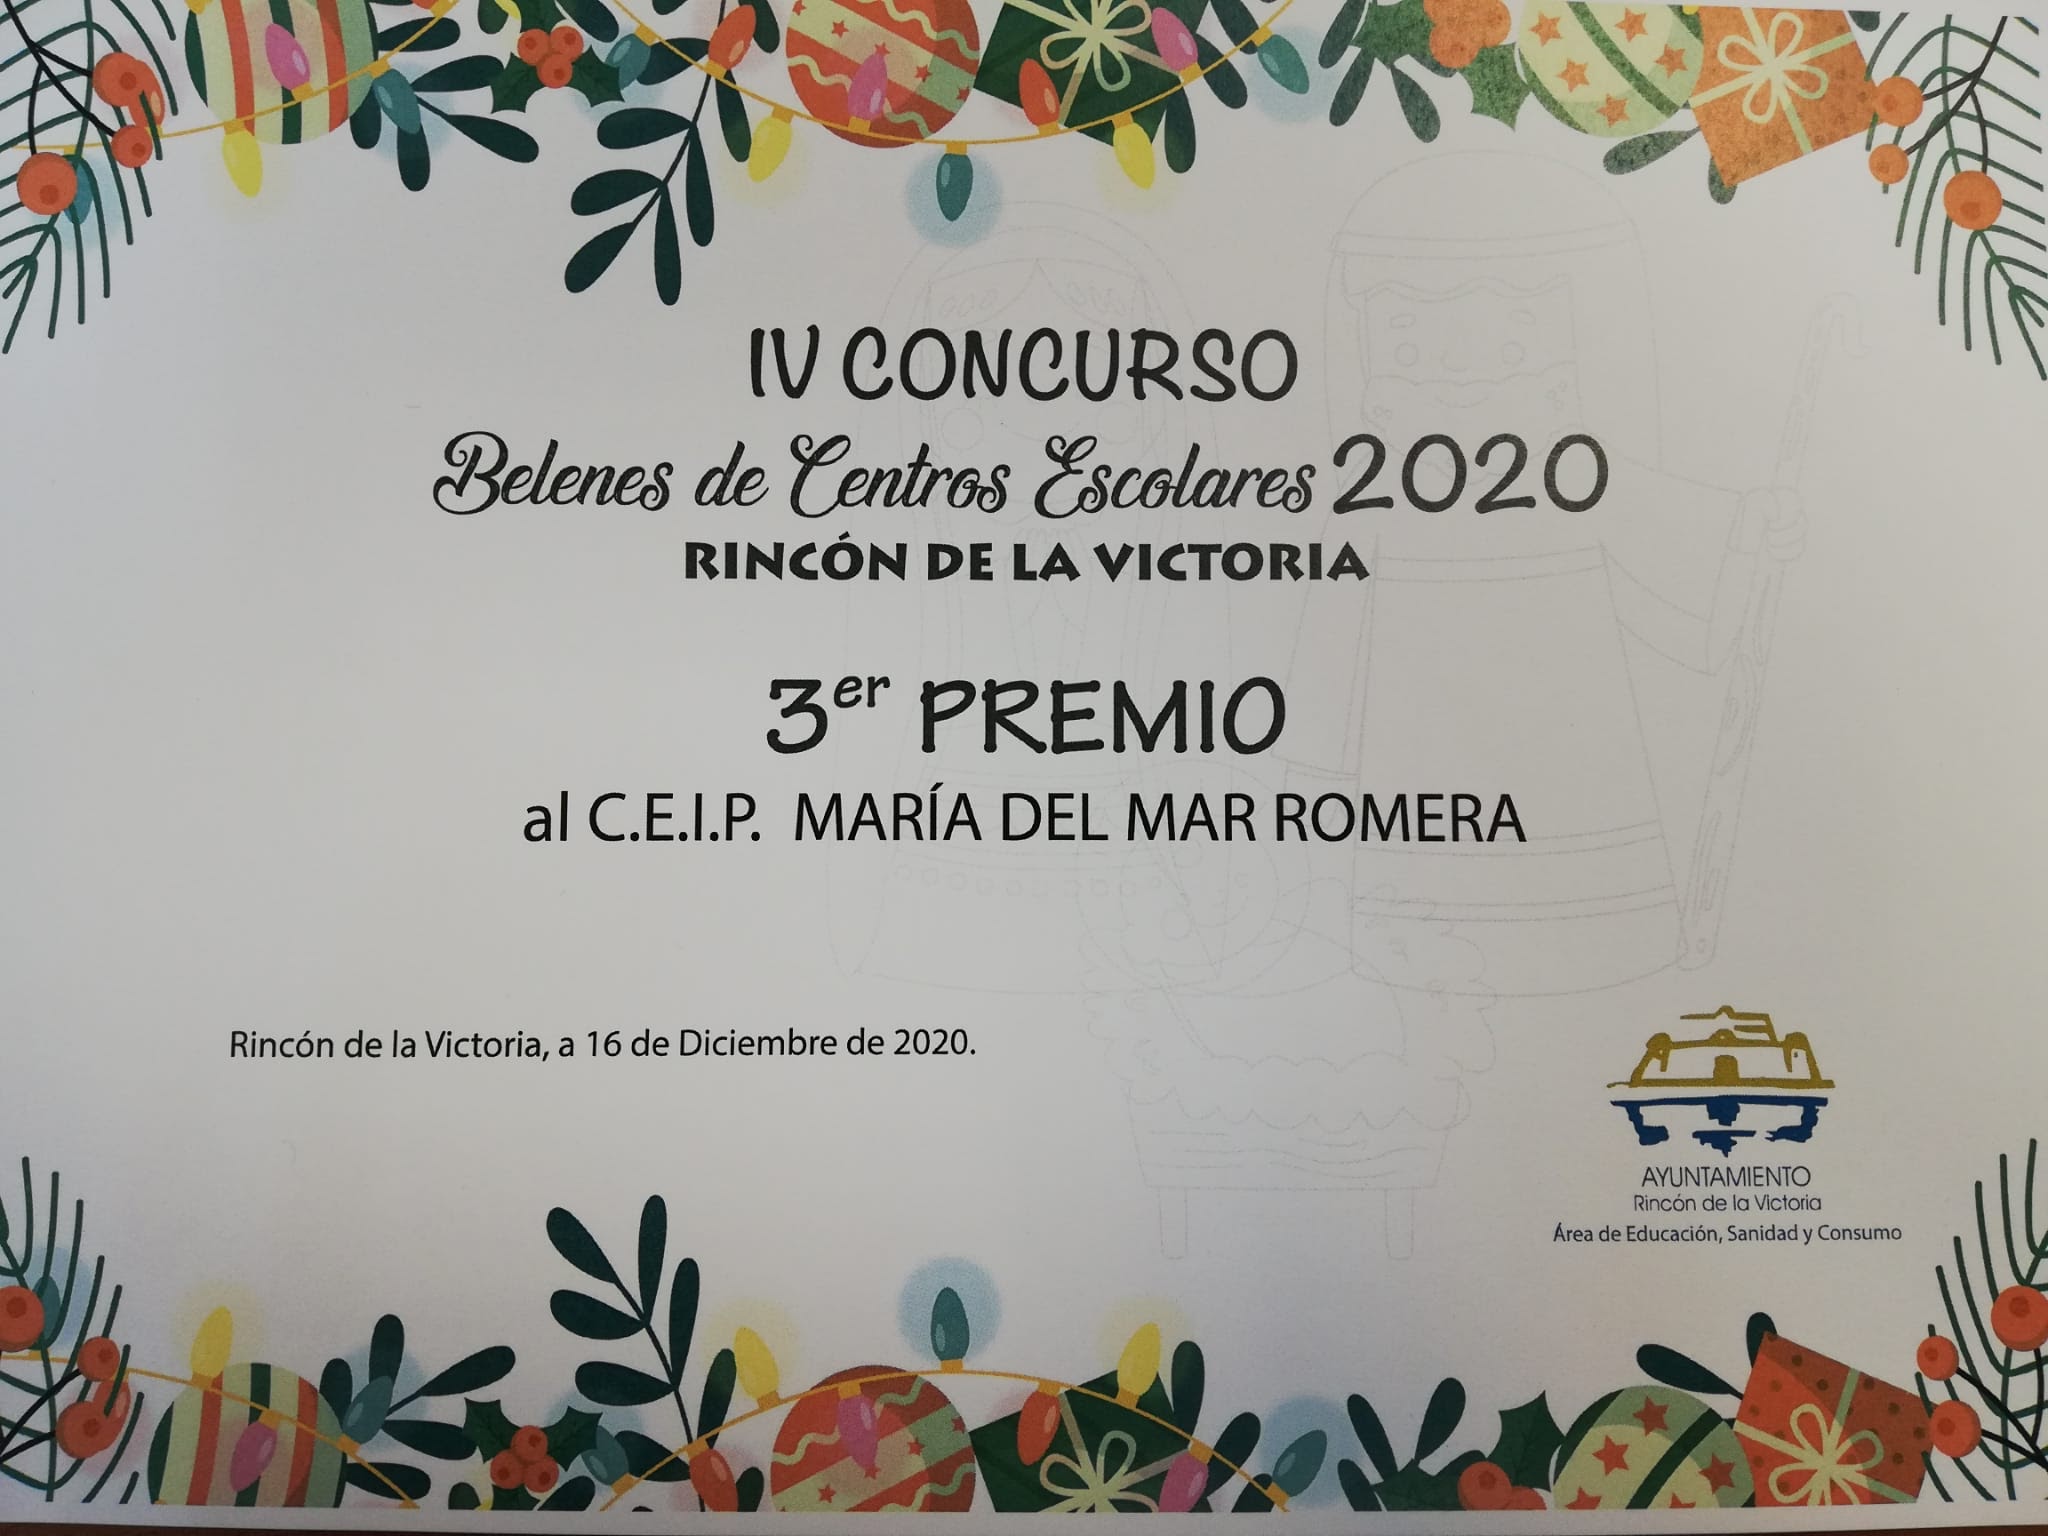 IV CONCURSO
Belenes de Centros Escolares 2020
RINCÓN DE LA VICTORIA
3er PREMIO
al C.E.I.P. MARÍA DEL MAR ROMERA
Rincón de la Victoria, a 16 de Diciembre de 2020.
AYUNTAMIENTO
Rincón de la Victoria
Área de Educación, Sanidad y Consumo